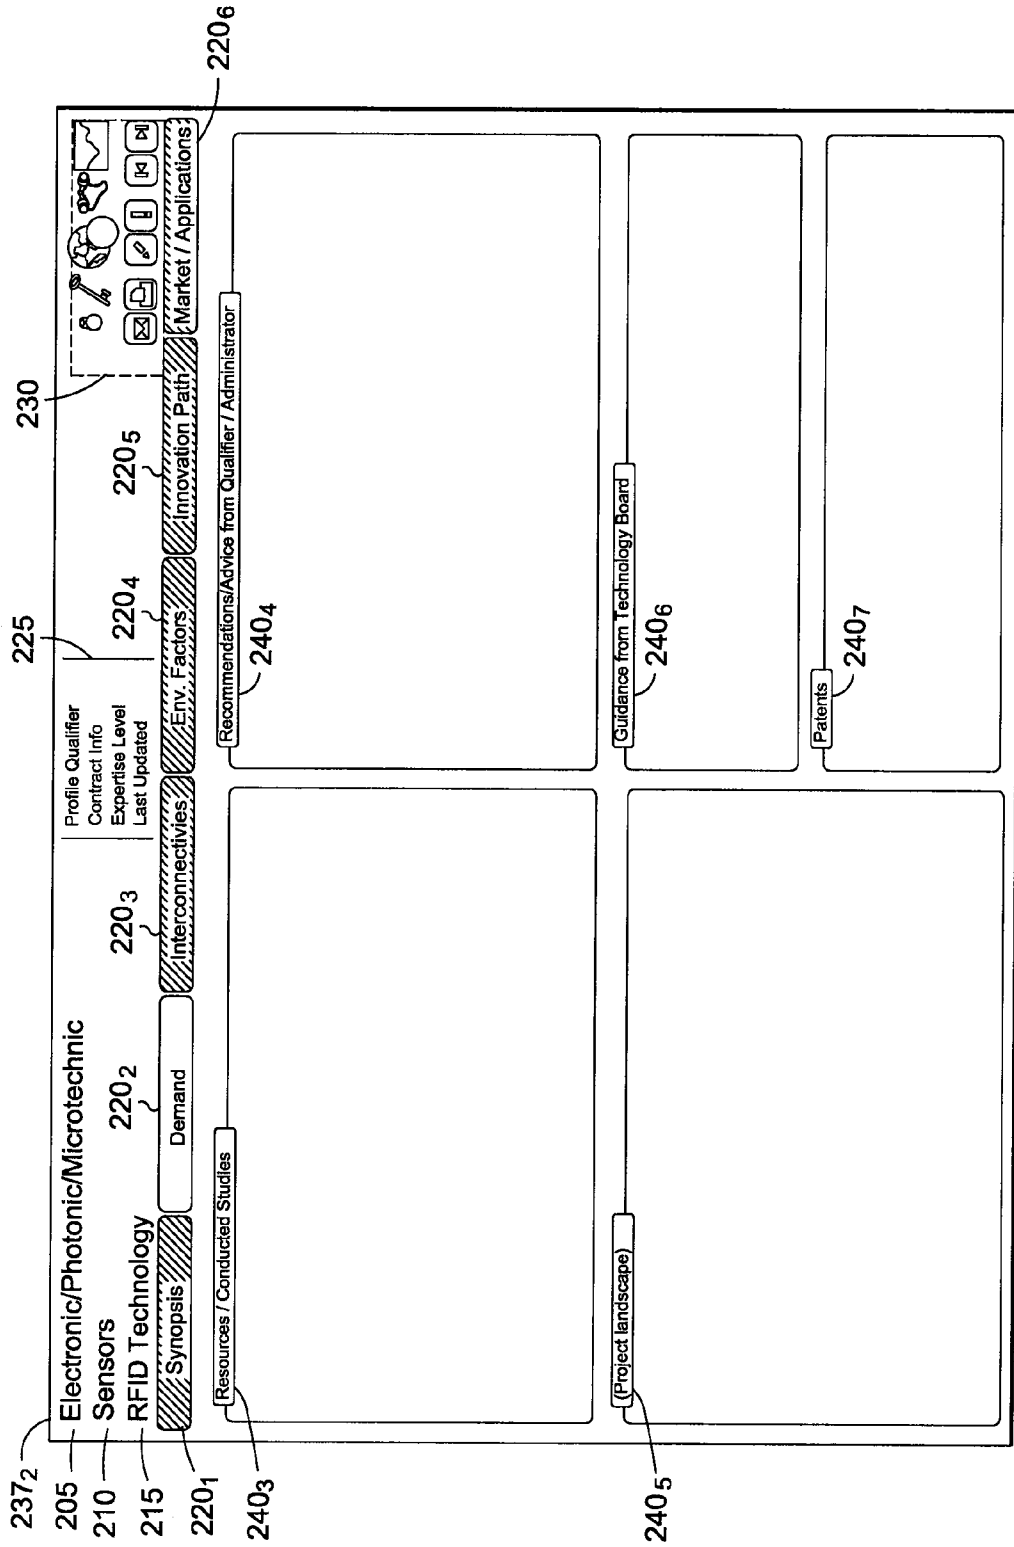 237₂
205
Electronic/Photonic/Microtechnic
210
Sensors
215
RFID Technology
Profile Qualifier
Contract Info
Expertise Level
Last Updated
225
230
220₁
Synopsis
220₂
Demand
220₃
Interconnectivies
220₄
Env. Factors
220₅
Innovation Path
220₆
Market / Applications
240₃
Resources / Conducted Studies
Recommendations/Advice from Qualifier / Administrator
240₄
240₅
(Project landscape)
Guidance from Technology Board
240₆
Patents
240₇